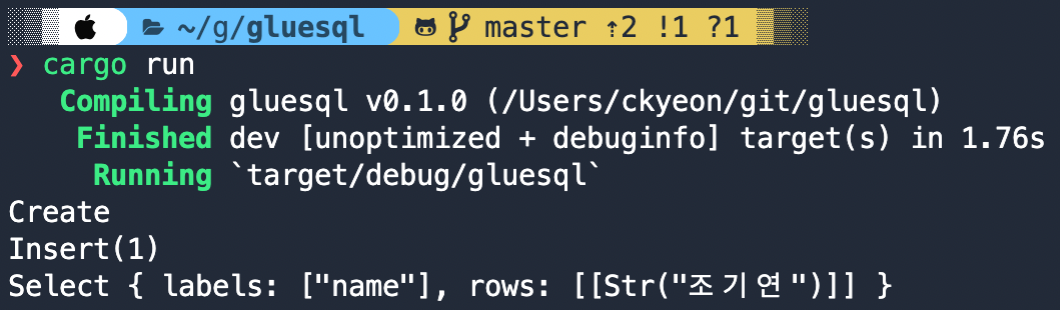 ~/g/gluesql master ⇡2 !1 ?1
❯ cargo run
Compiling gluesql v0.1.0 (/Users/ckyeon/git/gluesql)
Finished dev [unoptimized + debuginfo] target(s) in 1.76s
Running `target/debug/gluesql`
Create
Insert(1)
Select { labels: ["name"], rows: [[Str("조기연")]] }